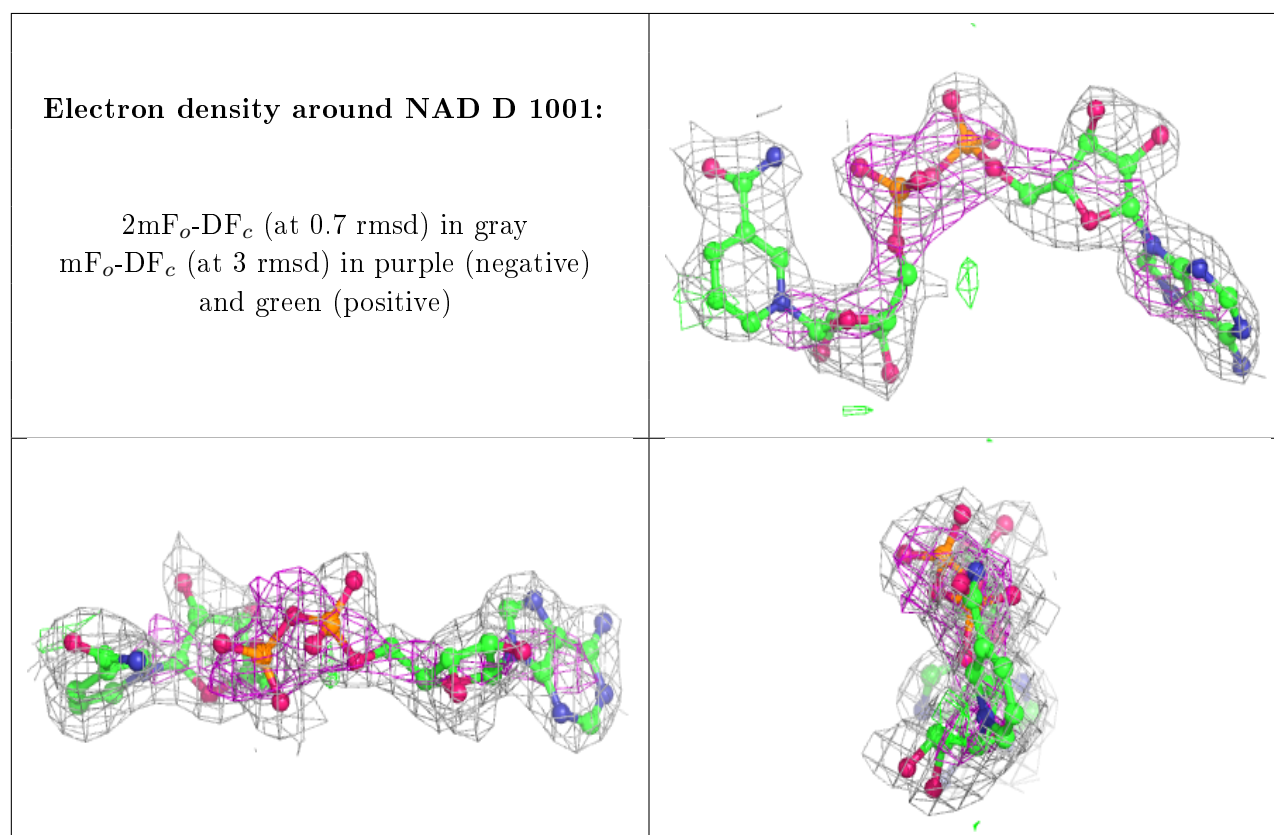 Electron density around NAD D 1001:
2mFo-DFc (at 0.7 rmsd) in gray
mFo-DFc (at 3 rmsd) in purple (negative)
and green (positive)